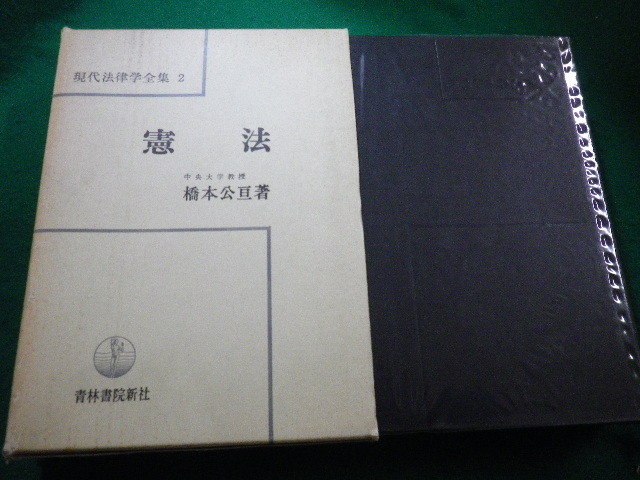 現代法律学全集 2
憲法
中央大学教授
橋本公亘著
青林書院新社